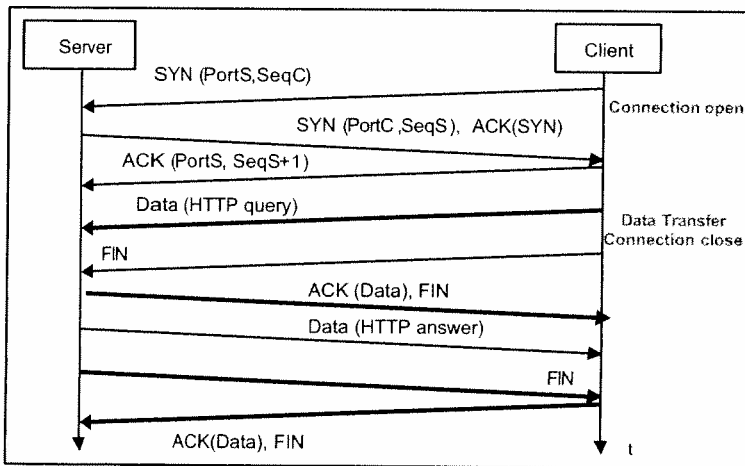 Server
Client
SYN (PortS,SeqC)
Connection open
SYN (PortC,SeqS), ACK(SYN)
ACK (PortS, SeqS+1)
Data (HTTP query)
Data Transfer
Connection close
FIN
ACK (Data), FIN
Data (HTTP answer)
FIN
ACK(Data), FIN
t